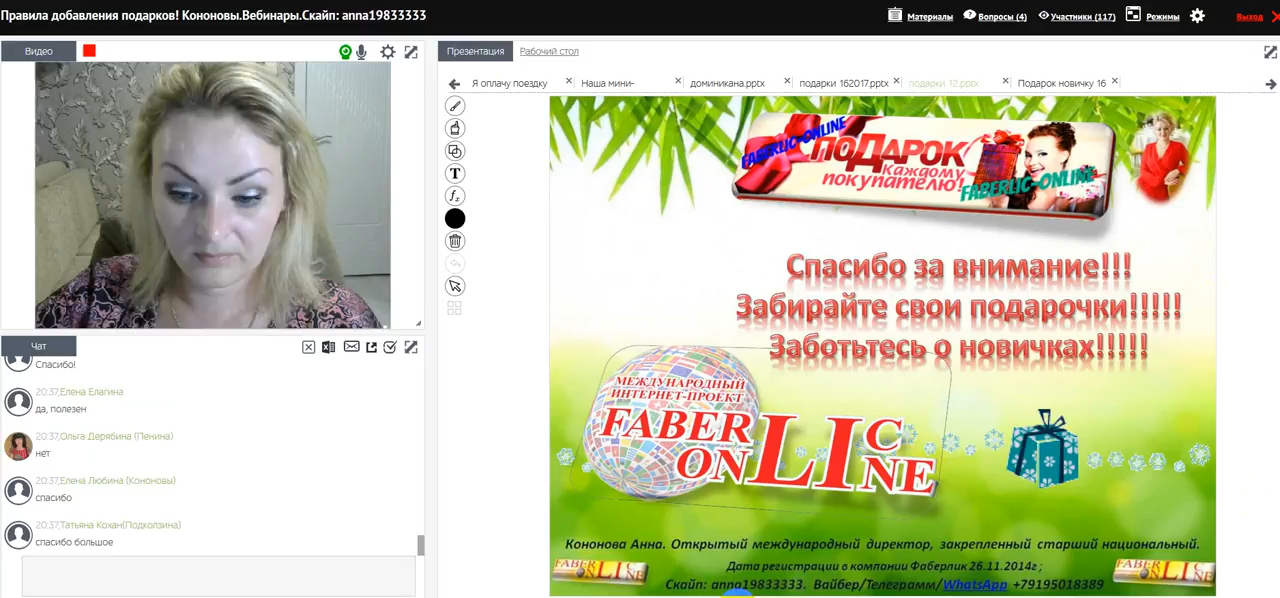 Правила добавления подарков! Кононовы.Вебинары.Скайп: anna19833333
Материалы Вопросы (4) Участники (117) Режимы Выход
Видео
Презентация Рабочий стол
Я оплачу поездку Наша мини- доминикана.pptx подарки 162017.pptx подарки 12.pptx Подарок новичку 16
FABERLIC-ONLINE
ПОДАРОК
каждому
покупателю!
FABERLIC-ONLINE
Спасибо за внимание!!!
Забирайте свои подарочки!!!!!
Заботьтесь о новичках!!!!!
МЕЖДУНАРОДНЫЙ
ИНТЕРНЕТ-ПРОЕКТ
FABERLIC
ONLINE
Кононова Анна. Открытый международный директор, закрепленный старший национальный.
Дата регистрации в компании Фаберлик 26.11.2014г;
Скайп: anna19833333. Вайбер/Телеграмм/WhatsApp +79195018389
FABERLIC
ONLINE
FABERLIC
ONLINE
Чат
Спасибо!
20:37,Елена Елагина
да, полезен
20:37,Ольга Дерябина (Пенина)
нет
20:37,Елена Любина (Кононовы)
спасибо
20:37,Татьяна Кохан(Подколзина)
спасибо большое